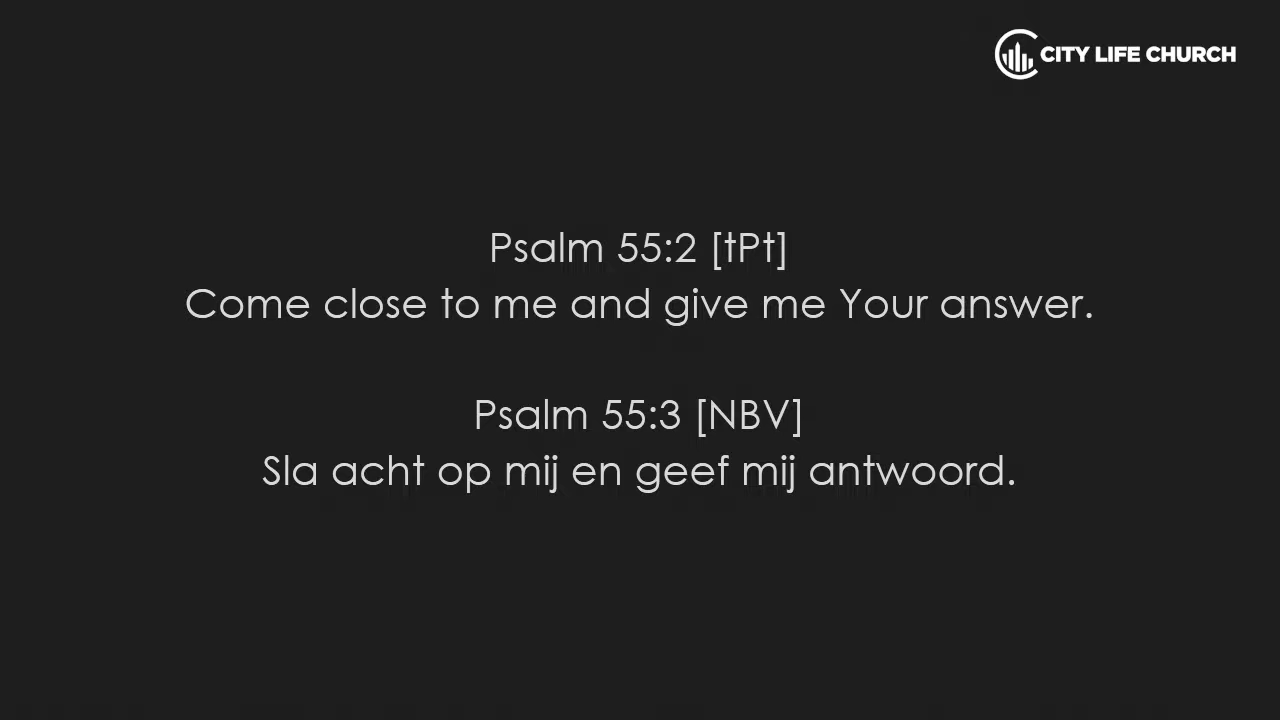 CITY LIFE CHURCH
Psalm 55:2 [tPt]
Come close to me and give me Your answer.
Psalm 55:3 [NBV]
Sla acht op mij en geef mij antwoord.